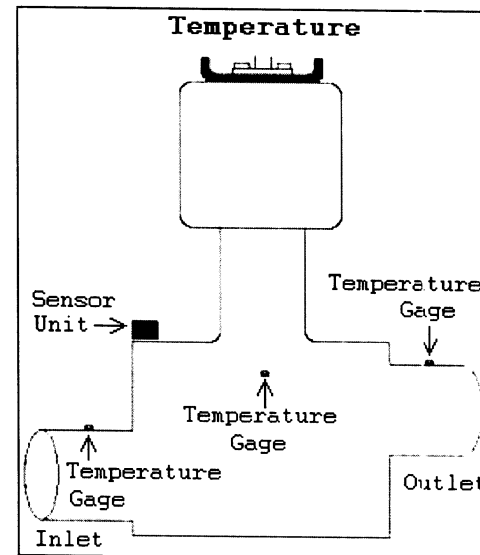 Temperature
Sensor
Unit
Temperature
Gage
Temperature
Gage
Temperature
Gage
Outlet
Inlet